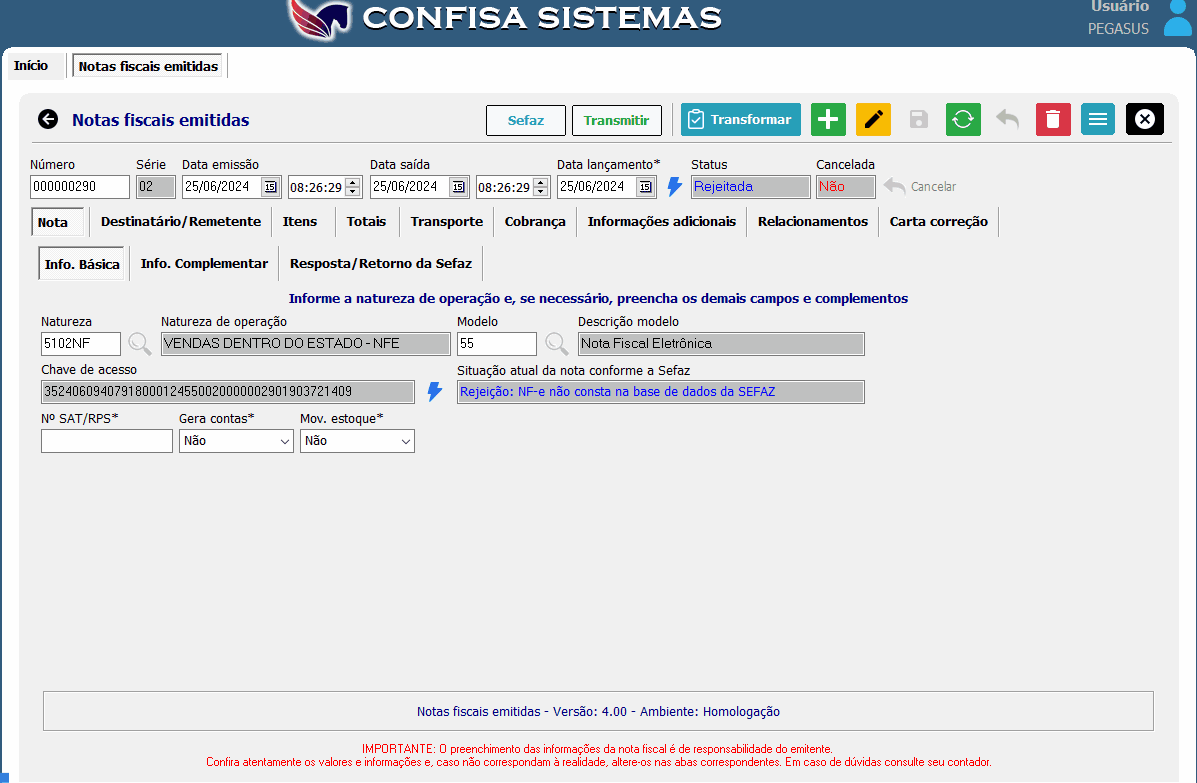 CONFISA SISTEMAS
Usuário
PEGASUS
Início
Notas fiscais emitidas
Notas fiscais emitidas
Sefaz
Transmitir
Transformar
Número
Série
Data emissão
Data saída
Data lançamento*
Status
Cancelada
000000290
02
25/06/2024
15
08:26:29
25/06/2024
15
08:26:29
25/06/2024
15
Rejeitada
Não
Cancelar
Nota
Destinatário/Remetente
Itens
Totais
Transporte
Cobrança
Informações adicionais
Relacionamentos
Carta correção
Info. Básica
Info. Complementar
Resposta/Retorno da Sefaz
Informe a natureza de operação e, se necessário, preencha os demais campos e complementos
Natureza
Natureza de operação
Modelo
Descrição modelo
5102NF
VENDAS DENTRO DO ESTADO - NFE
55
Nota Fiscal Eletrônica
Chave de acesso
Situação atual da nota conforme a Sefaz
35240609407918000124550020000002901903721409
Rejeição: NF-e não consta na base de dados da SEFAZ
Nº SAT/RPS*
Gera contas*
Mov. estoque*
Não
Não
Notas fiscais emitidas - Versão: 4.00 - Ambiente: Homologação
IMPORTANTE: O preenchimento das informações da nota fiscal é de responsabilidade do emitente.
Confira atentamente os valores e informações e, caso não correspondam à realidade, altere-os nas abas correspondentes. Em caso de dúvidas consulte seu contador.